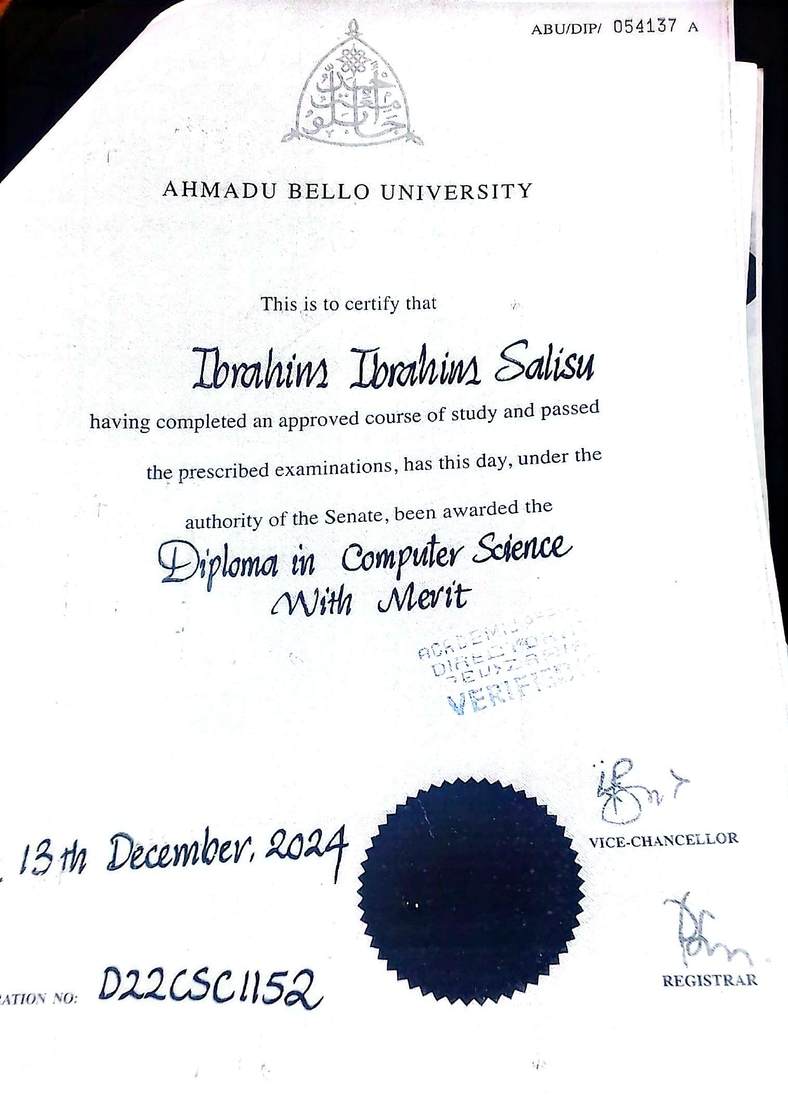 ABU/DIP/ 054137 A
AHMADU BELLO UNIVERSITY
This is to certify that
Ibrahim Ibrahim Salisu
having completed an approved course of study and passed
the prescribed examinations, has this day, under the
authority of the Senate, been awarded the
Diploma in Computer Science
With Merit
VERIFIED
VICE-CHANCELLOR
13th December, 2024
REGISTRAR
NO: D22CSC1152